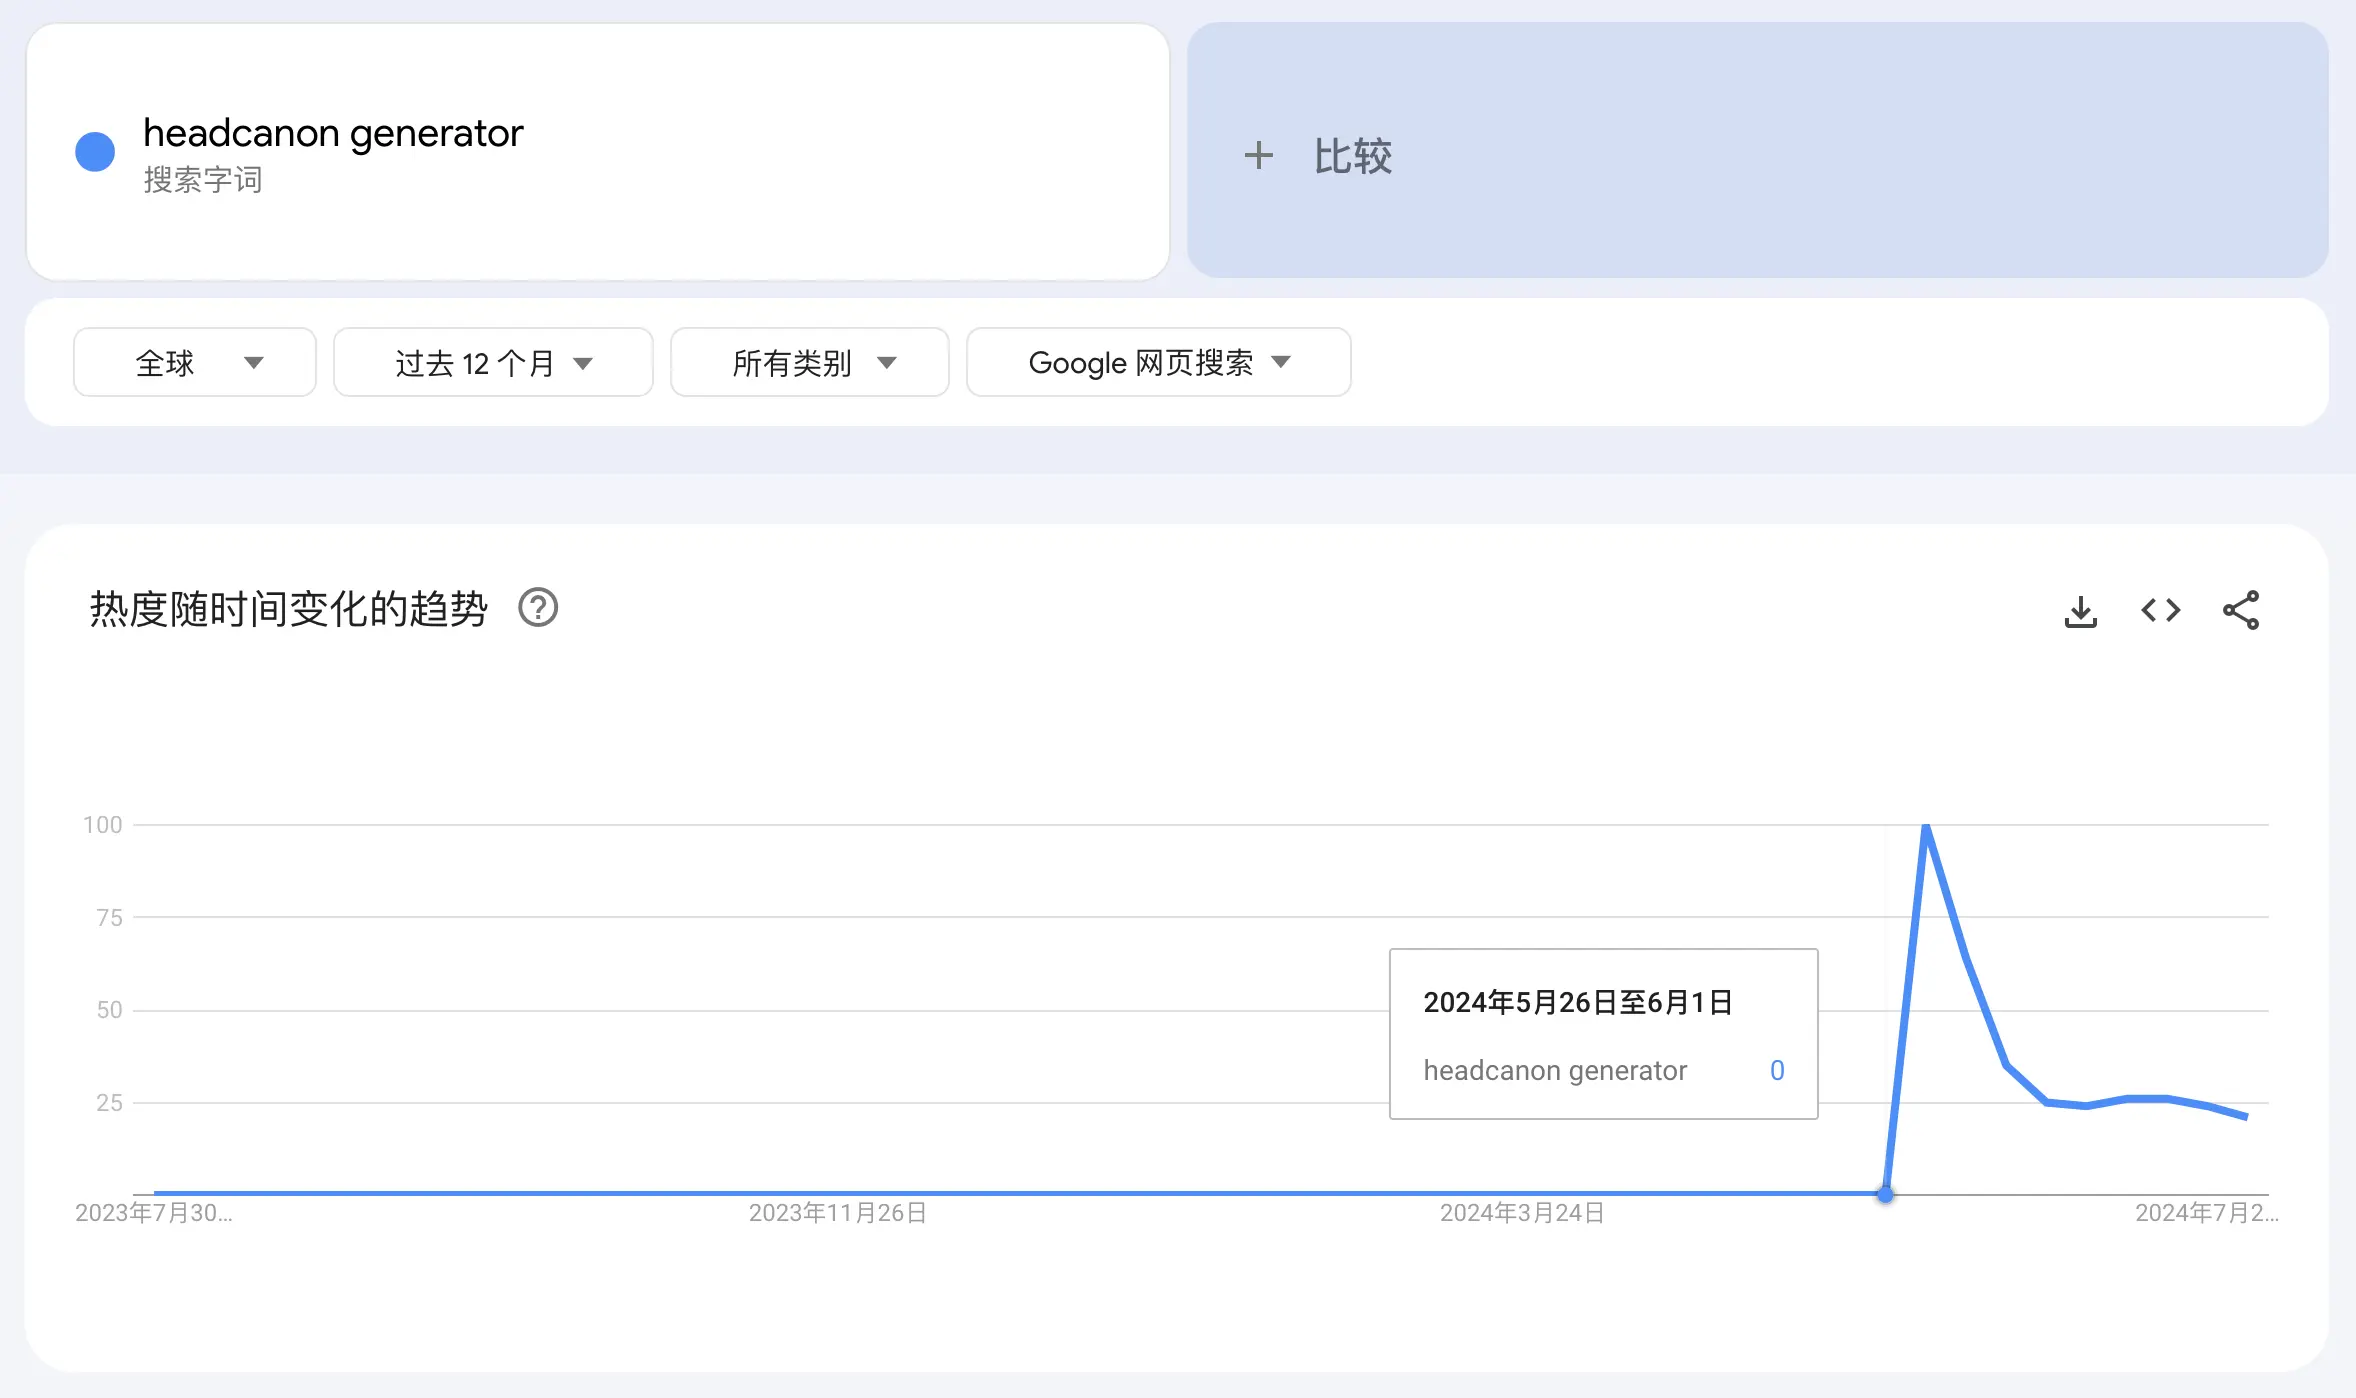 headcanon generator
搜索字词
+ 比较
全球
过去 12 个月
所有类别
Google 网页搜索
热度随时间变化的趋势
100
75
50
25
2024年5月26日至6月1日
headcanon generator 0
2023年7月30...
2023年11月26日
2024年3月24日
2024年7月2...